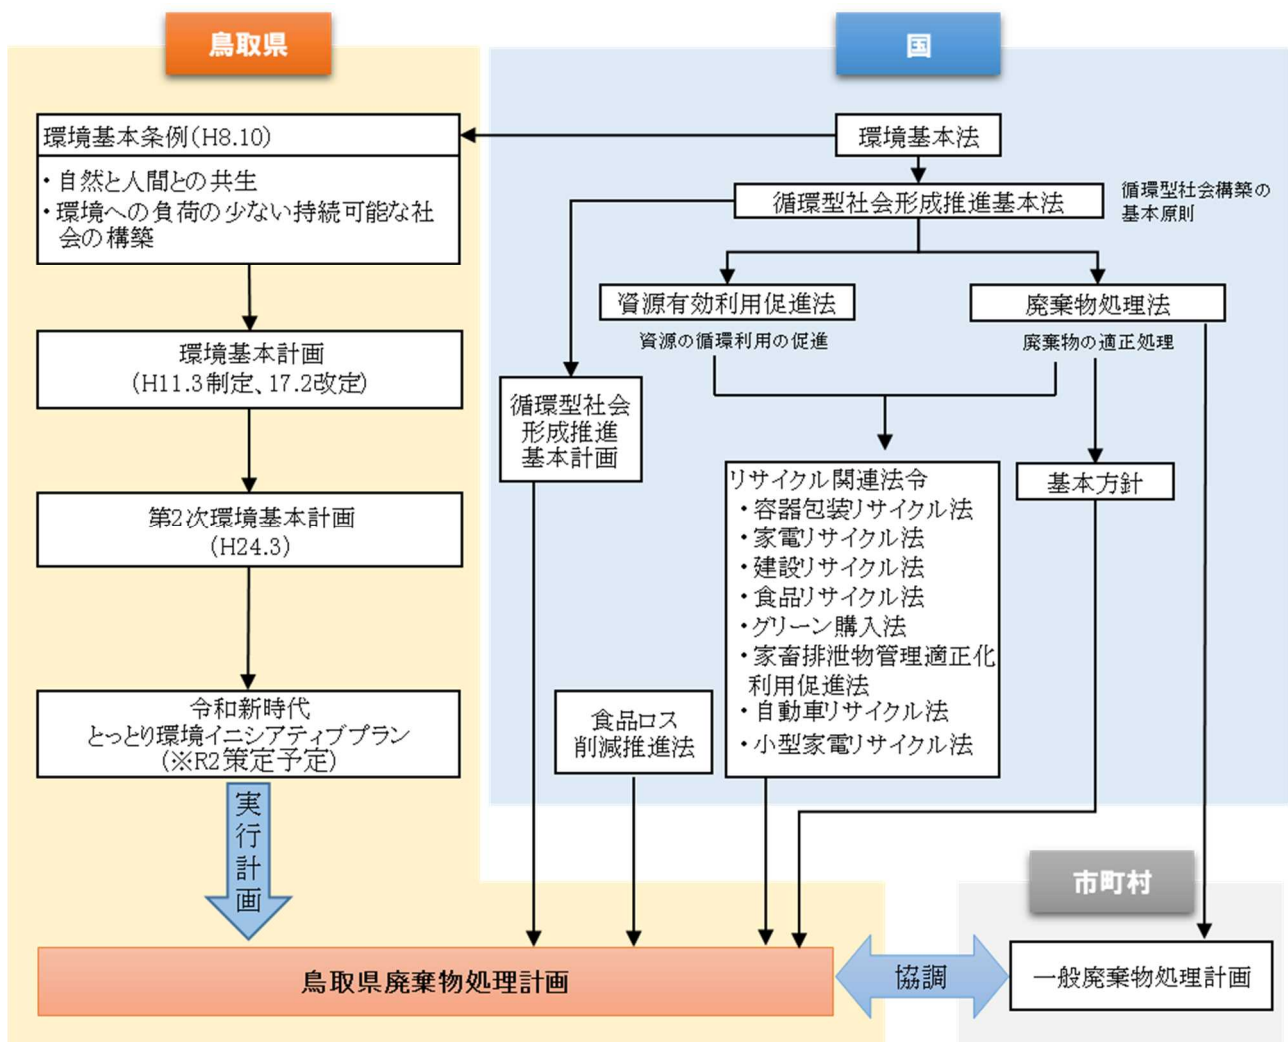 鳥取県
環境基本条例(H8.10)
・自然と人間との共生
・環境への負荷の少ない持続可能な社
会の構築
環境基本計画
(H11.3制定、17.2改定)
第2次環境基本計画
(H24.3)
令和新時代
とっとり環境イニシアティブプラン
(※R2策定予定)
実行計画
鳥取県廃棄物処理計画
国
環境基本法
循環型社会形成推進基本法
循環型社会構築の
基本原則
資源有効利用促進法
資源の循環利用の促進
廃棄物処理法
廃棄物の適正処理
循環型社会
形成推進
基本計画
リサイクル関連法令
・容器包装リサイクル法
・家電リサイクル法
・建設リサイクル法
・食品リサイクル法
・グリーン購入法
・家畜排泄物管理適正化
利用促進法
・自動車リサイクル法
・小型家電リサイクル法
基本方針
食品ロス
削減推進法
市町村
協調
一般廃棄物処理計画